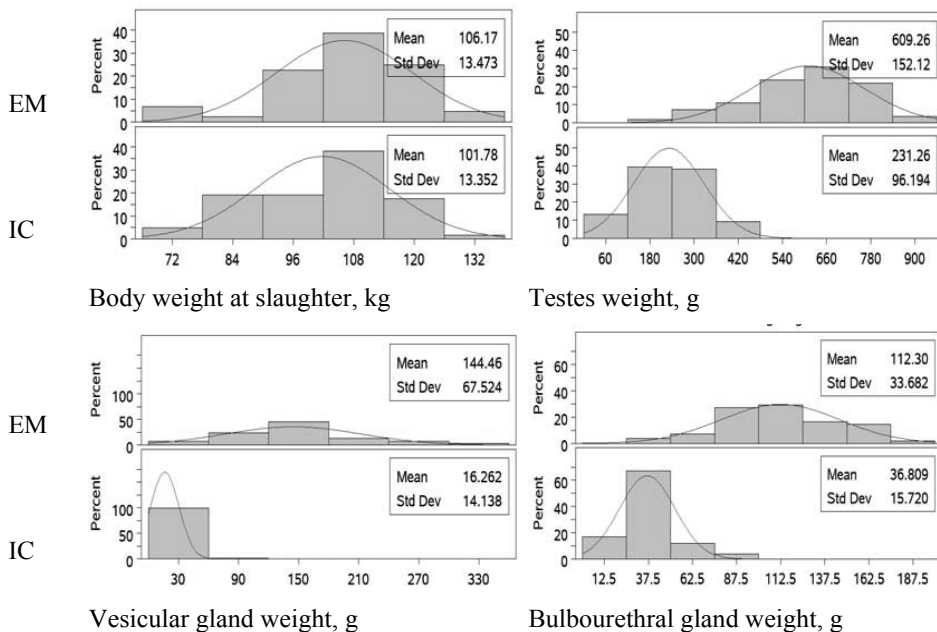 EM
Percent
40
30
20
10
0
Mean 106.17
Std Dev 13.473
IC
Percent
40
30
20
10
0
Mean 101.78
Std Dev 13.352
72 84 96 108 120 132
Body weight at slaughter, kg
Percent
50
40
30
20
10
0
Mean 609.26
Std Dev 152.12
Percent
50
40
30
20
10
0
Mean 231.26
Std Dev 96.194
60 180 300 420 540 660 780 900
Testes weight, g
EM
Percent
100
50
0
Mean 144.46
Std Dev 67.524
IC
Percent
100
50
0
Mean 16.262
Std Dev 14.138
30 90 150 210 270 330
Vesicular gland weight, g
Percent
60
40
20
0
Mean 112.30
Std Dev 33.682
Percent
60
40
20
0
Mean 36.809
Std Dev 15.720
12.5 37.5 62.5 87.5 112.5 137.5 162.5 187.5
Bulbourethral gland weight, g